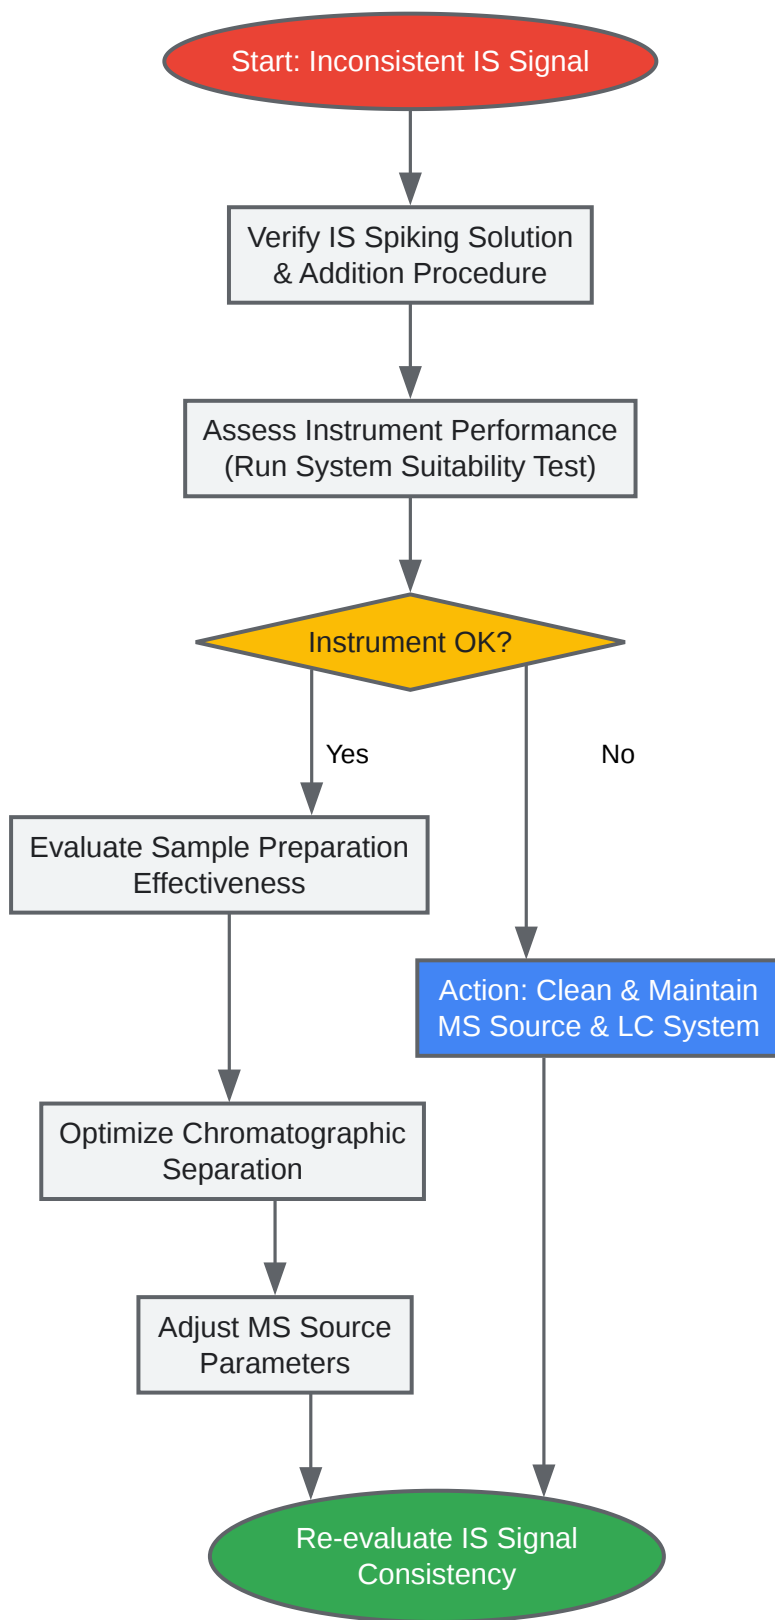 Start: Inconsistent IS Signal
Verify IS Spiking Solution
& Addition Procedure
Assess Instrument Performance
(Run System Suitability Test)
Instrument OK?
Yes
No
Evaluate Sample Preparation
Effectiveness
Action: Clean & Maintain
MS Source & LC System
Optimize Chromatographic
Separation
Adjust MS Source
Parameters
Re-evaluate IS Signal
Consistency